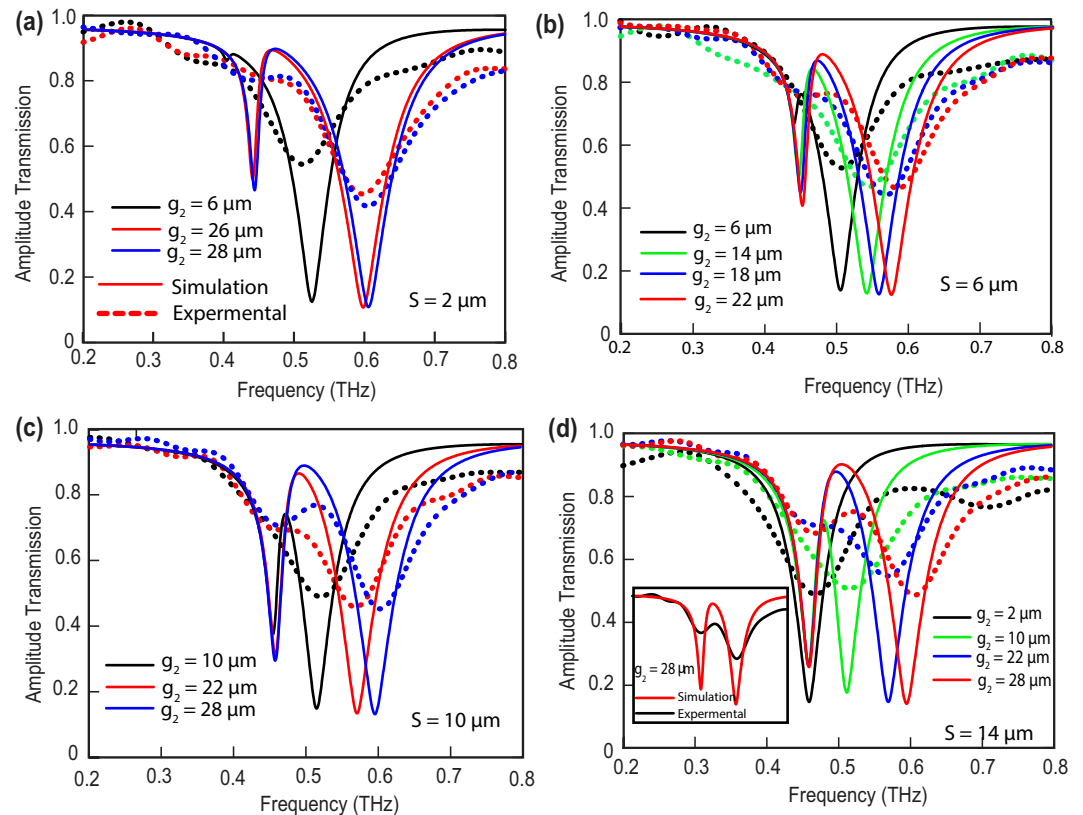 (a)
1.0
0.8
0.6
0.4
0.2
0
Amplitude Transmission
g2 = 6 μm
g2 = 26 μm
g2 = 28 μm
Simulation
Expermental
S = 2 μm
0.2 0.3 0.4 0.5 0.6 0.7 0.8
Frequency (THz)
(b)
1.0
0.8
0.6
0.4
0.2
0
Amplitude Transmission
g2 = 6 μm
g2 = 14 μm
g2 = 18 μm
g2 = 22 μm
S = 6 μm
0.2 0.3 0.4 0.5 0.6 0.7 0.8
Frequency (THz)
(c)
1.0
0.8
0.6
0.4
0.2
0
Amplitude Transmission
g2 = 10 μm
g2 = 22 μm
g2 = 28 μm
S = 10 μm
0.2 0.3 0.4 0.5 0.6 0.7 0.8
Frequency (THz)
(d)
1.0
0.8
0.6
0.4
0.2
0
Amplitude Transmission
g2 = 28 μm
Simulation
Expermental
g2 = 2 μm
g2 = 10 μm
g2 = 22 μm
g2 = 28 μm
S = 14 μm
0.2 0.3 0.4 0.5 0.6 0.7 0.8
Frequency (THz)